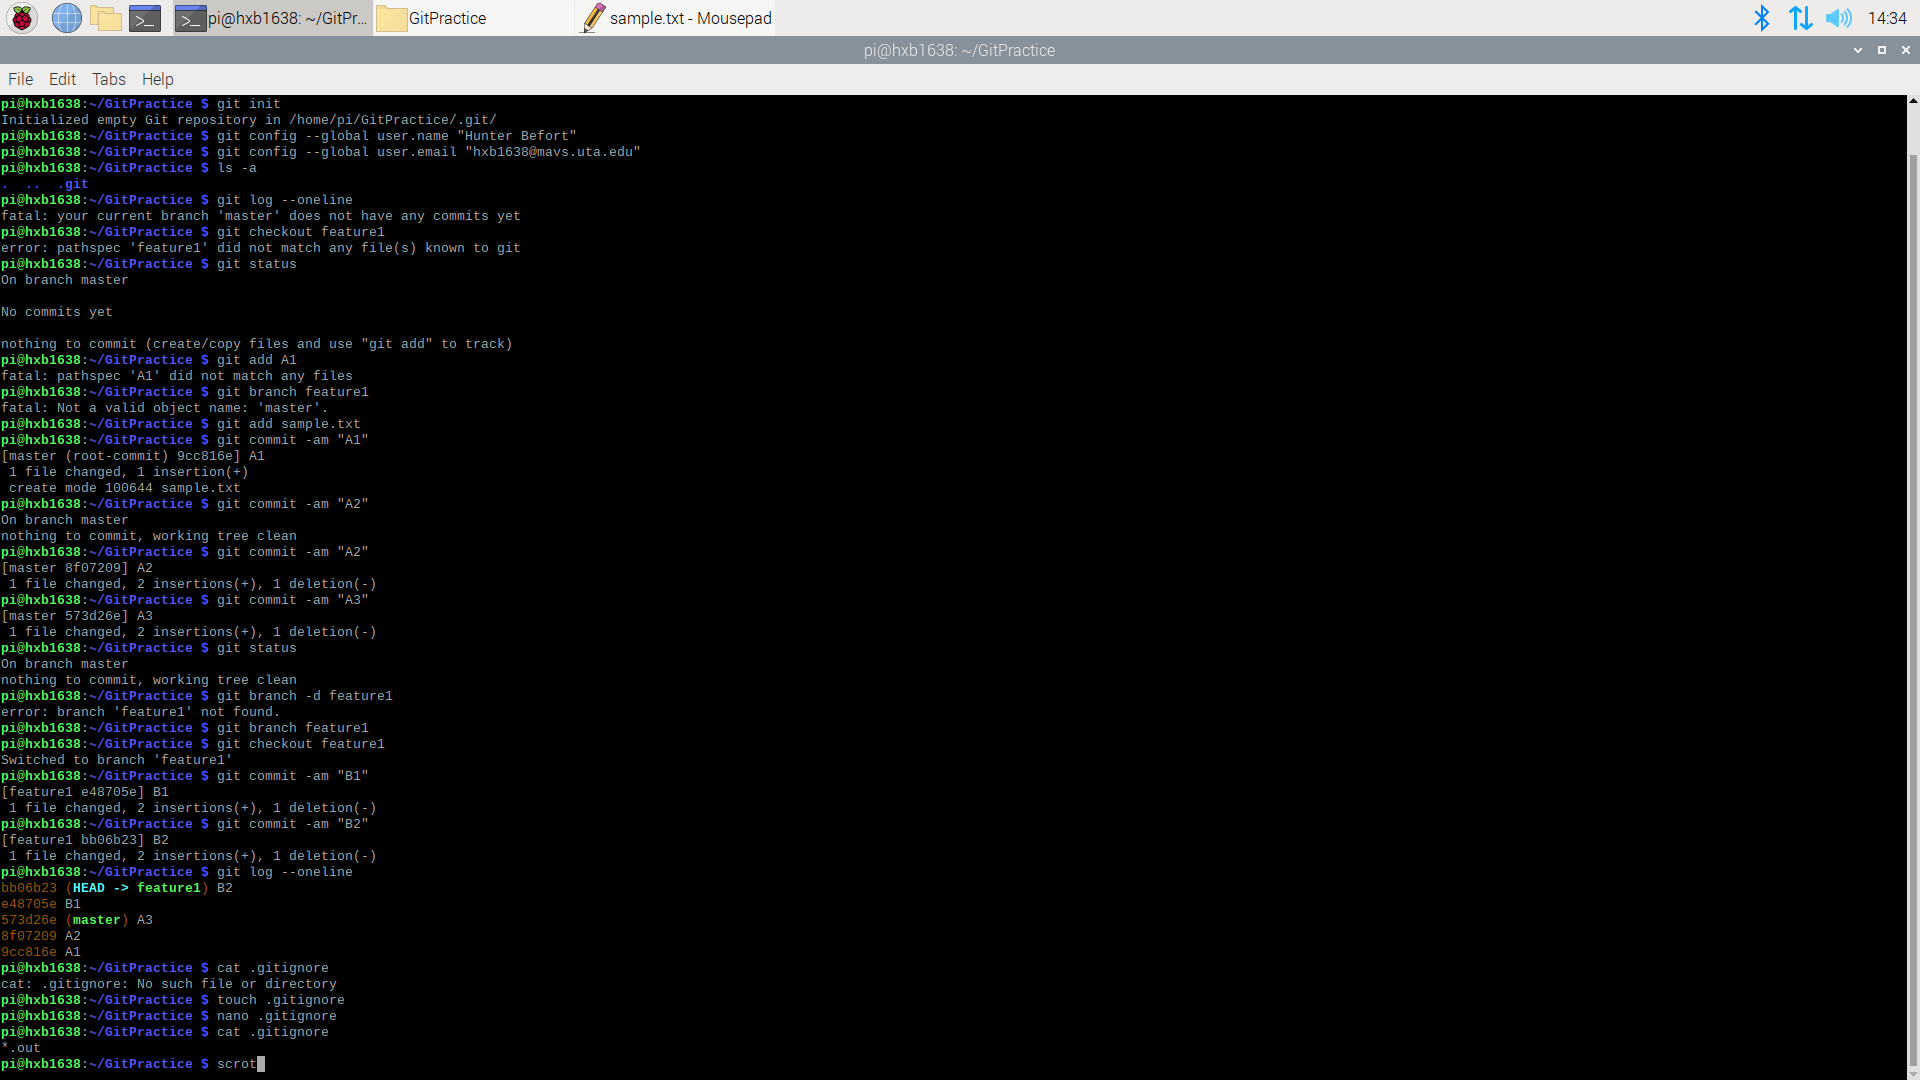 pi@hxb1638: ~/GitPr... GitPractice sample.txt - Mousepad 14:34
pi@hxb1638: ~/GitPractice
File Edit Tabs Help
pi@hxb1638:~/GitPractice $ git init
Initialized empty Git repository in /home/pi/GitPractice/.git/
pi@hxb1638:~/GitPractice $ git config --global user.name "Hunter Befort"
pi@hxb1638:~/GitPractice $ git config --global user.email "hxb1638@mavs.uta.edu"
pi@hxb1638:~/GitPractice $ ls -a
.  ..  .git
pi@hxb1638:~/GitPractice $ git log --oneline
fatal: your current branch 'master' does not have any commits yet
pi@hxb1638:~/GitPractice $ git checkout feature1
error: pathspec 'feature1' did not match any file(s) known to git
pi@hxb1638:~/GitPractice $ git status
On branch master
No commits yet
nothing to commit (create/copy files and use "git add" to track)
pi@hxb1638:~/GitPractice $ git add A1
fatal: pathspec 'A1' did not match any files
pi@hxb1638:~/GitPractice $ git branch feature1
fatal: Not a valid object name: 'master'.
pi@hxb1638:~/GitPractice $ git add sample.txt
pi@hxb1638:~/GitPractice $ git commit -am "A1"
[master (root-commit) 9cc816e] A1
 1 file changed, 1 insertion(+)
 create mode 100644 sample.txt
pi@hxb1638:~/GitPractice $ git commit -am "A2"
On branch master
nothing to commit, working tree clean
pi@hxb1638:~/GitPractice $ git commit -am "A2"
[master 8f07209] A2
 1 file changed, 2 insertions(+), 1 deletion(-)
pi@hxb1638:~/GitPractice $ git commit -am "A3"
[master 573d26e] A3
 1 file changed, 2 insertions(+), 1 deletion(-)
pi@hxb1638:~/GitPractice $ git status
On branch master
nothing to commit, working tree clean
pi@hxb1638:~/GitPractice $ git branch -d feature1
error: branch 'feature1' not found.
pi@hxb1638:~/GitPractice $ git branch feature1
pi@hxb1638:~/GitPractice $ git checkout feature1
Switched to branch 'feature1'
pi@hxb1638:~/GitPractice $ git commit -am "B1"
[feature1 e48705e] B1
 1 file changed, 2 insertions(+), 1 deletion(-)
pi@hxb1638:~/GitPractice $ git commit -am "B2"
[feature1 bb06b23] B2
 1 file changed, 2 insertions(+), 1 deletion(-)
pi@hxb1638:~/GitPractice $ git log --oneline
bb06b23 (HEAD -> feature1) B2
e48705e B1
573d26e (master) A3
8f07209 A2
9cc816e A1
pi@hxb1638:~/GitPractice $ cat .gitignore
cat: .gitignore: No such file or directory
pi@hxb1638:~/GitPractice $ touch .gitignore
pi@hxb1638:~/GitPractice $ nano .gitignore
pi@hxb1638:~/GitPractice $ cat .gitignore
*.out
pi@hxb1638:~/GitPractice $ scrot